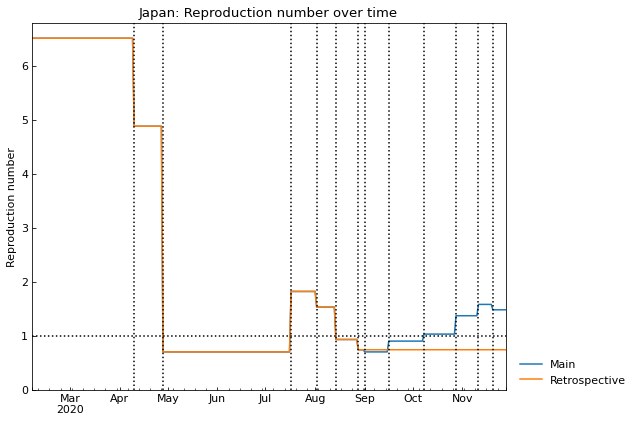 Japan: Reproduction number over time
Reproduction number
6
5
4
3
2
1
0
Mar
2020
Apr
May
Jun
Jul
Aug
Sep
Oct
Nov
Main
Retrospective